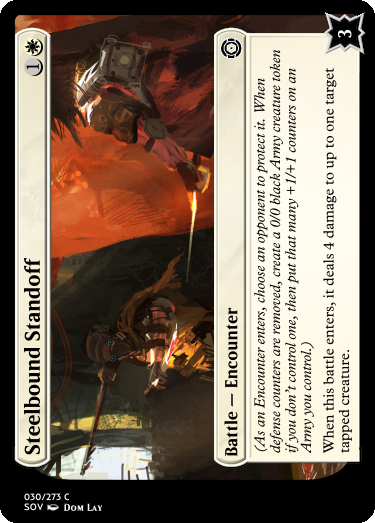 Steelbound Standoff
1
Battle — Encounter
(As an Encounter enters, choose an opponent to protect it. When
defense counters are removed, create a 0/0 black Army creature token
if you don't control one, then put that many +1/+1 counters on an
Army you control.)
When this battle enters, it deals 4 damage to up to one target
tapped creature.
3
030/273 C
SOV DOM LAY